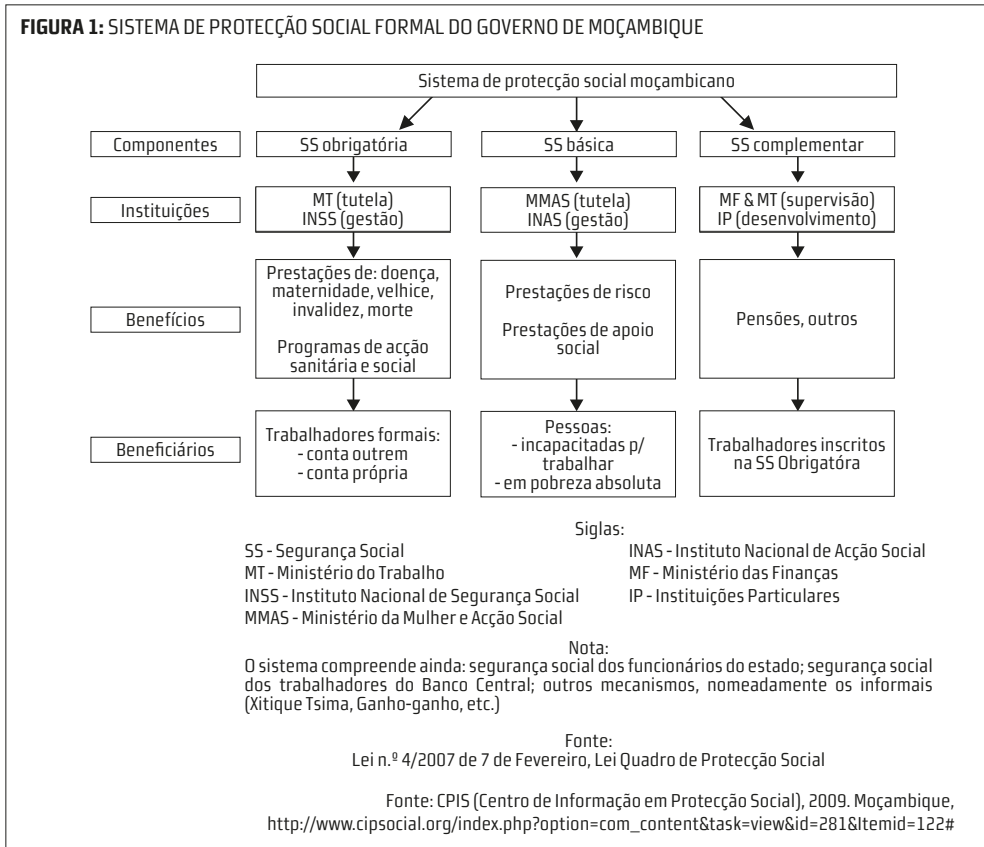 FIGURA 1: SISTEMA DE PROTECÇÃO SOCIAL FORMAL DO GOVERNO DE MOÇAMBIQUE
Sistema de protecção social moçambicano
Componentes
SS obrigatória
SS básica
SS complementar
Instituições
MT (tutela)
INSS (gestão)
MMAS (tutela)
INAS (gestão)
MF & MT (supervisão)
IP (desenvolvimento)
Benefícios
Prestações de: doença,
maternidade, velhice,
invalidez, morte
Programas de acção
sanitária e social
Prestações de risco
Prestações de apoio
social
Pensões, outros
Beneficiários
Trabalhadores formais:
- conta outrem
- conta própria
Pessoas:
- incapacitadas p/
trabalhar
- em pobreza absoluta
Trabalhadores inscritos
na SS Obrigatóra
Siglas:
SS - Segurança Social
MT - Ministério do Trabalho
INSS - Instituto Nacional de Segurança Social
MMAS - Ministério da Mulher e Acção Social
INAS - Instituto Nacional de Acção Social
MF - Ministério das Finanças
IP - Instituições Particulares
Nota:
O sistema compreende ainda: segurança social dos funcionários do estado; segurança social
dos trabalhadores do Banco Central; outros mecanismos, nomeadamente os informais
(Xitique Tsima, Ganho-ganho, etc.)
Fonte:
Lei n.º 4/2007 de 7 de Fevereiro, Lei Quadro de Protecção Social
Fonte: CPIS (Centro de Informação em Protecção Social), 2009. Moçambique,
http://www.cipsocial.org/index.php?option=com_content&task=view&id=281&Itemid=122#